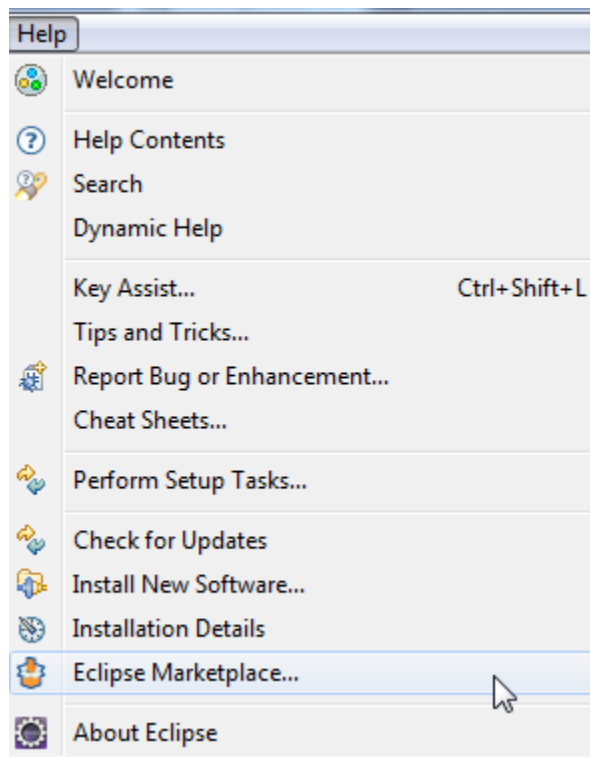 Help
Welcome
Help Contents
Search
Dynamic Help
Key Assist... Ctrl+Shift+L
Tips and Tricks...
Report Bug or Enhancement...
Cheat Sheets...
Perform Setup Tasks...
Check for Updates
Install New Software...
Installation Details
Eclipse Marketplace...
About Eclipse